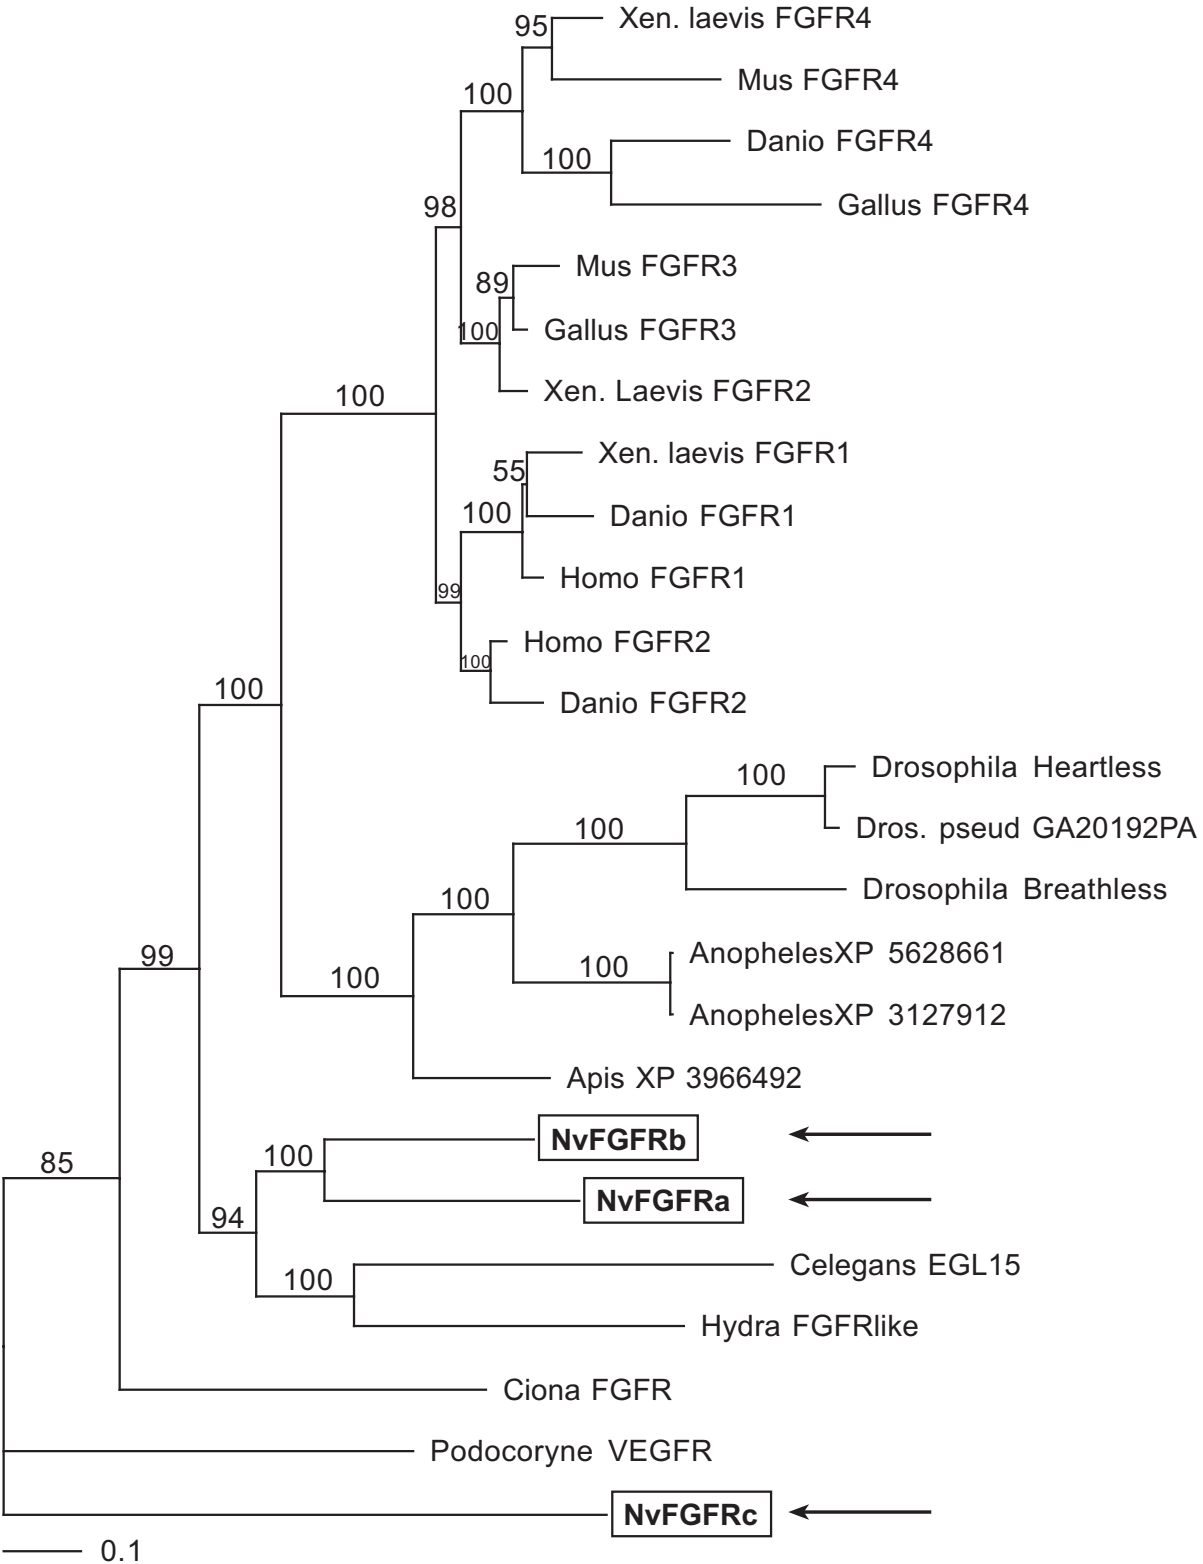 95
Xen. laevis FGFR4
Mus FGFR4
100
Danio FGFR4
100
Gallus FGFR4
98
Mus FGFR3
89
Gallus FGFR3
100
Xen. Laevis FGFR2
100
Xen. laevis FGFR1
55
Danio FGFR1
100
Homo FGFR1
99
Homo FGFR2
100
Danio FGFR2
100
Drosophila Heartless
100
Dros. pseud GA20192PA
100
Drosophila Breathless
100
AnophelesXP 5628661
99
100
100
AnophelesXP 3127912
Apis XP 3966492
NvFGFRb
85
100
NvFGFRa
94
Celegans EGL15
100
Hydra FGFRlike
Ciona FGFR
Podocoryne VEGFR
NvFGFRc
0.1